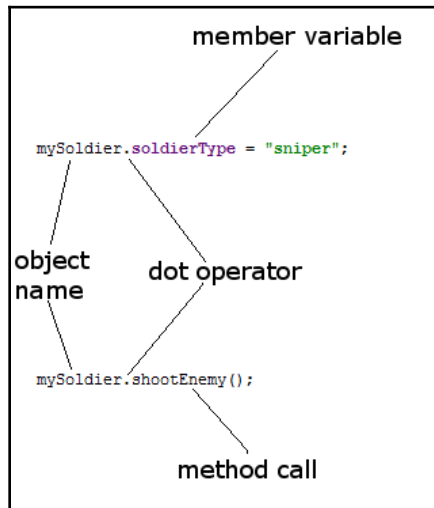 member variable
mySoldier.soldierType = "sniper";
object
name
dot operator
mySoldier.shootEnemy();
method call